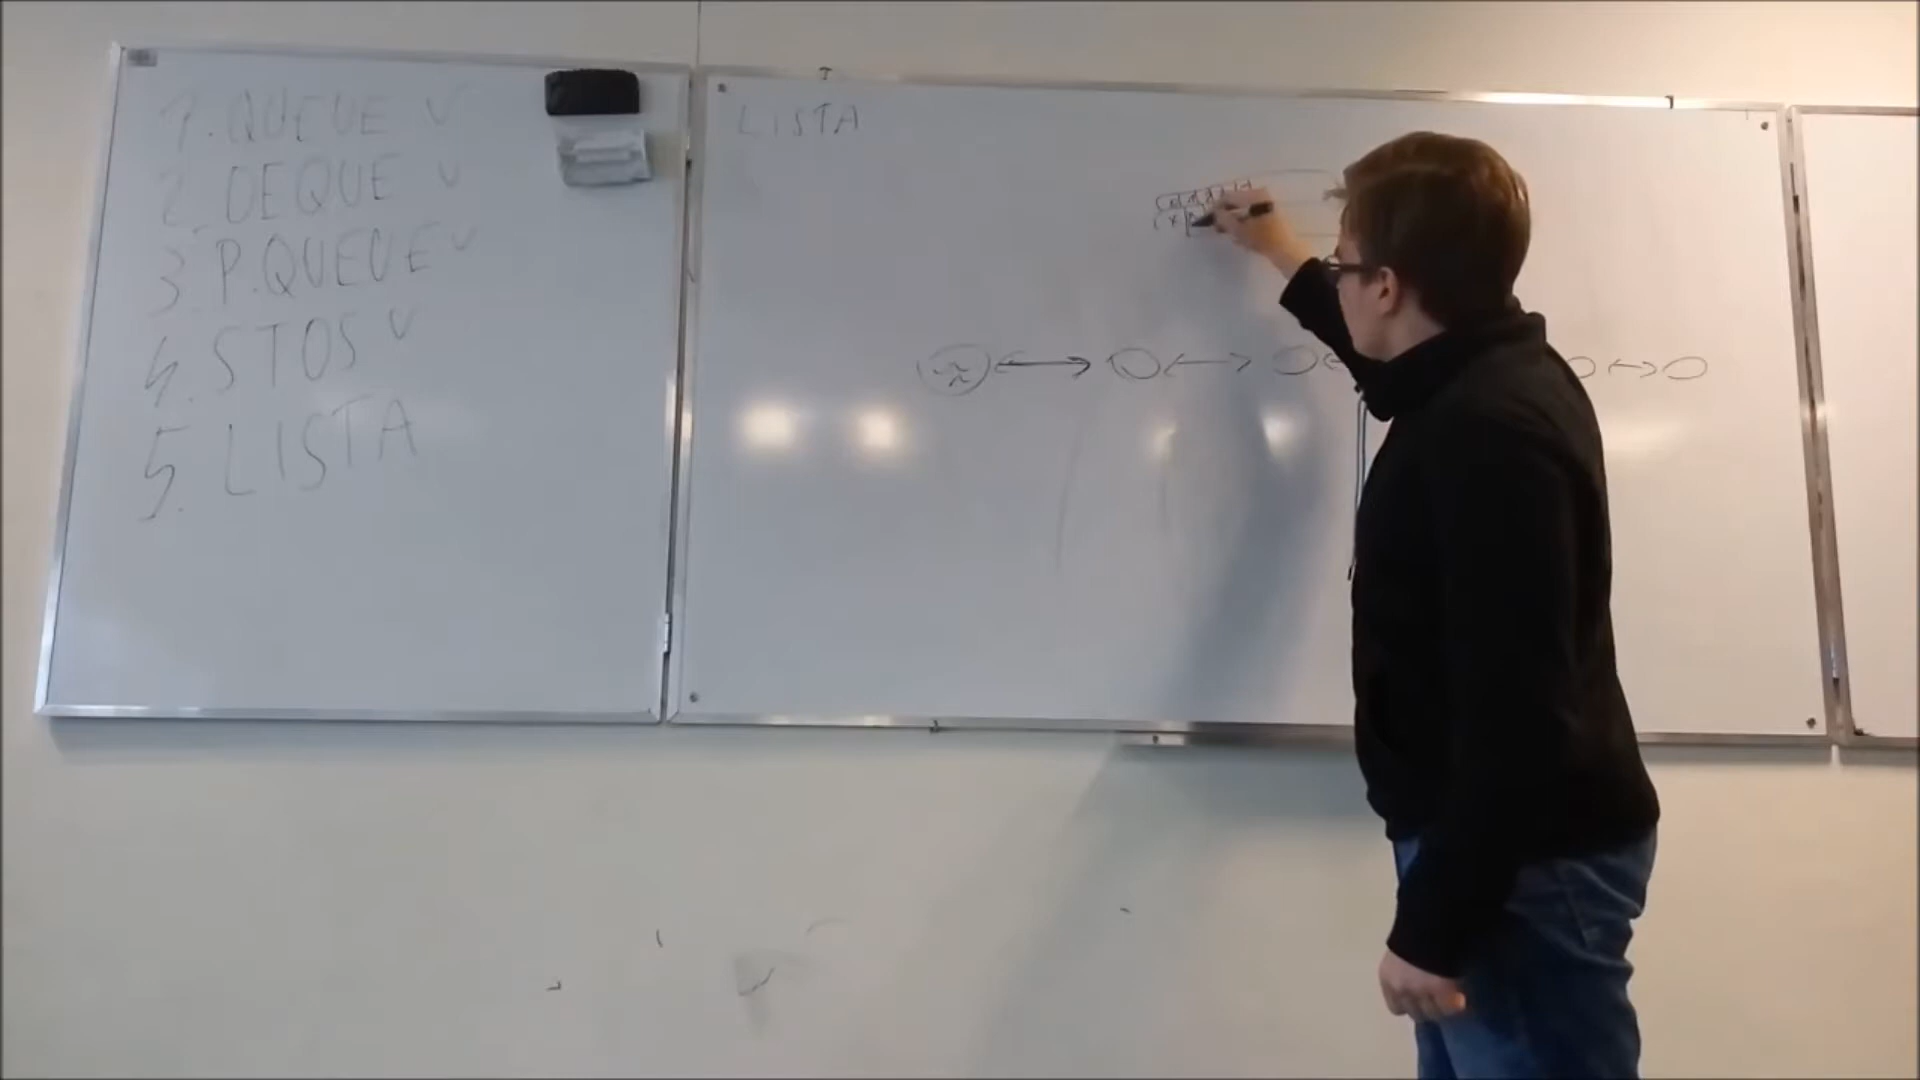 1. QUEUE V
2. DEQUE V
3. P.QUEUE V
4. STOS V
5. LISTA
LISTA